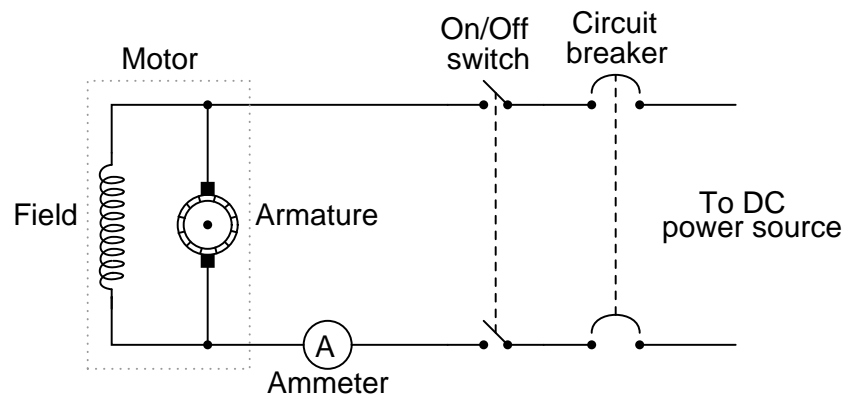 Motor
On/Off
switch
Circuit
breaker
Field
Armature
To DC
power source
A
Ammeter